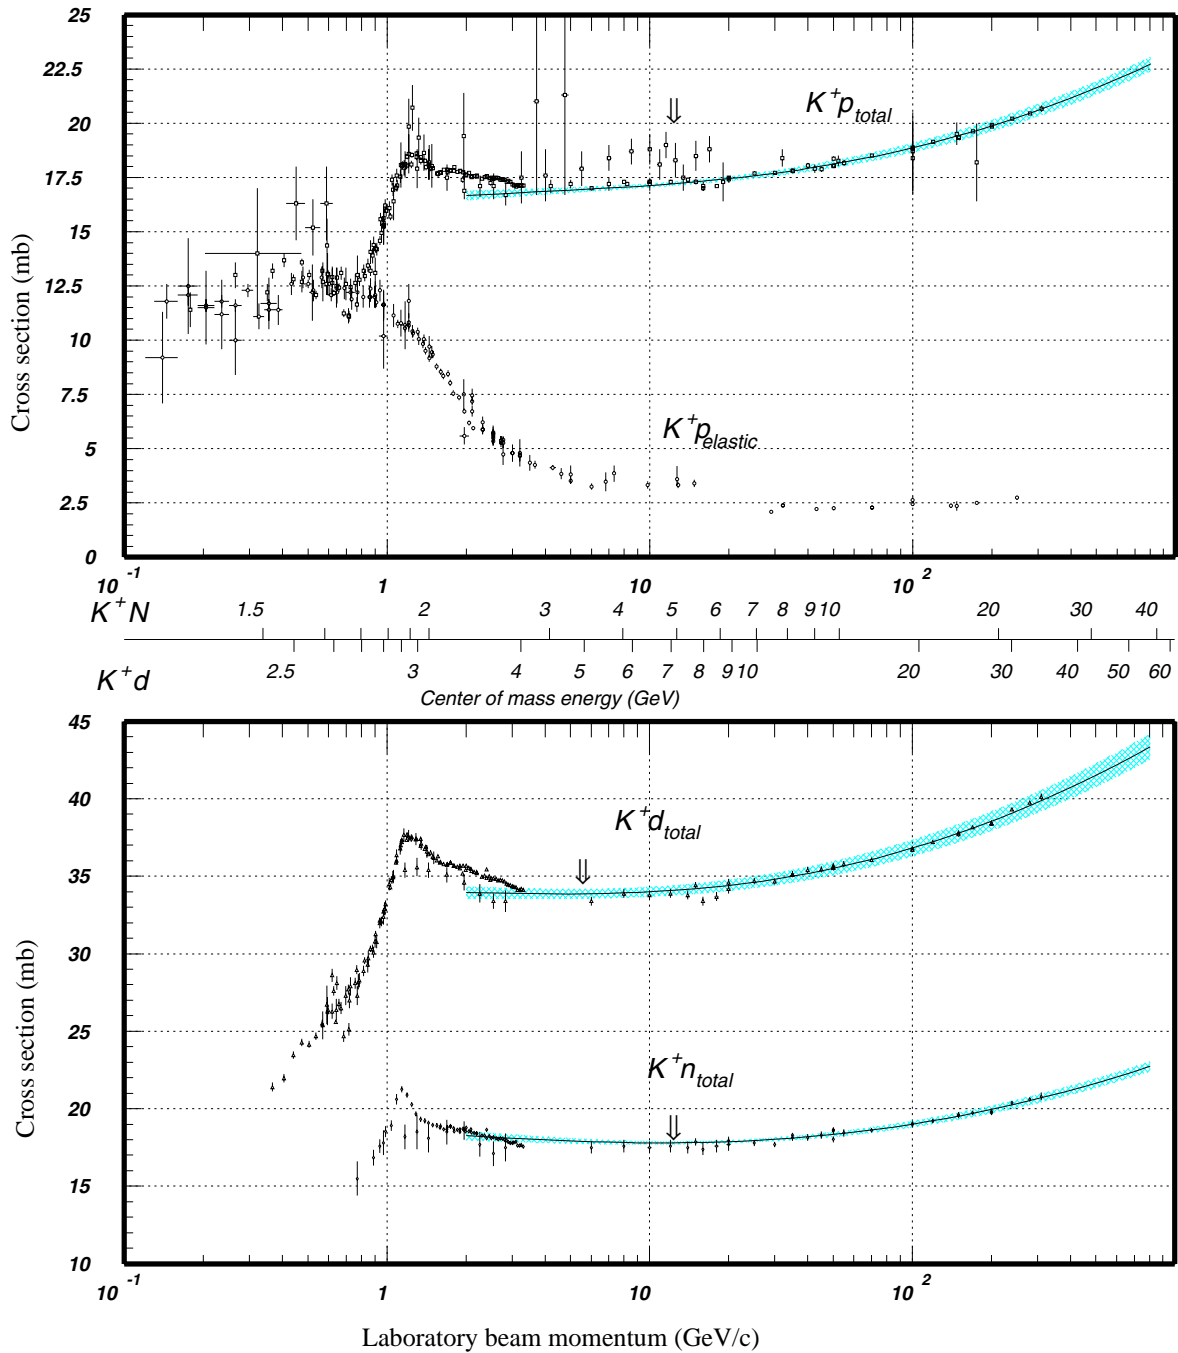 25
22.5
20
17.5
15
12.5
10
7.5
5
2.5
0
Cross section (mb)
⇓
K⁺p total
K⁺p elastic
10⁻¹ 1 10 10²
K⁺N 1.5 2 3 4 5 6 7 8 9 10 20 30 40
K⁺d 2.5 3 4 5 6 7 8 9 10 20 30 40 50 60
Center of mass energy (GeV)
45
40
35
30
25
20
15
10
Cross section (mb)
K⁺d total
⇓
K⁺n total
⇓
10⁻¹ 1 10 10²
Laboratory beam momentum (GeV/c)